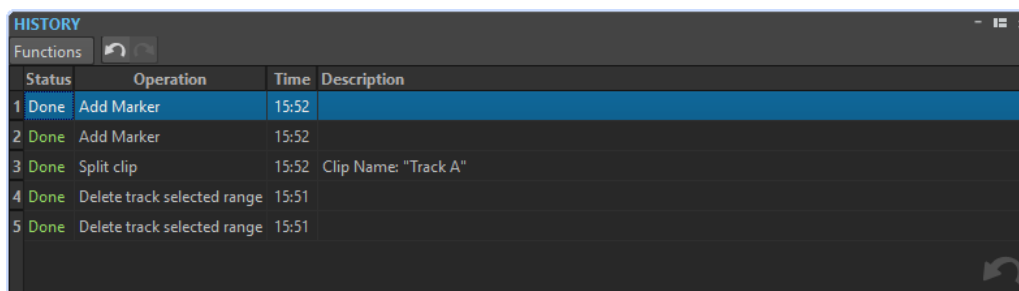 HISTORY
Functions
Status Operation Time Description
1 Done Add Marker 15:52
2 Done Add Marker 15:52
3 Done Split clip 15:52 Clip Name: "Track A"
4 Done Delete track selected range 15:51
5 Done Delete track selected range 15:51